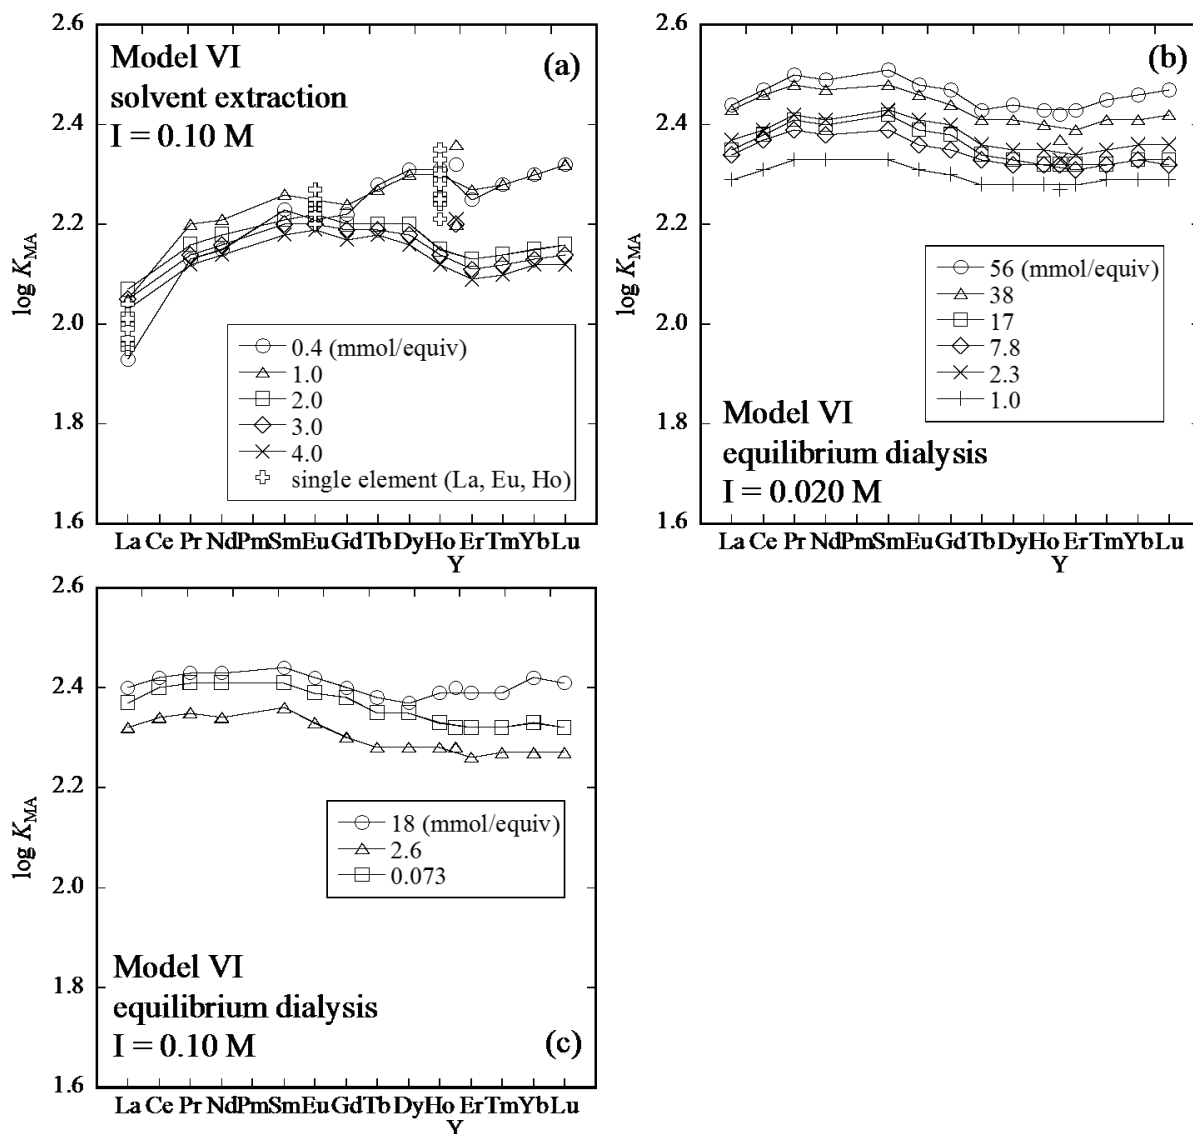 2.6
2.4
2.2
2.0
1.8
1.6
log K_MA
Model VI
solvent extraction
I = 0.10 M
(a)
0.4 (mmol/equiv)
1.0
2.0
3.0
4.0
single element (La, Eu, Ho)
La Ce Pr Nd Pm Sm Eu Gd Tb Dy Ho Er Tm Yb Lu
Y
2.6
2.4
2.2
2.0
1.8
1.6
log K_MA
(b)
56 (mmol/equiv)
38
17
7.8
2.3
1.0
Model VI
equilibrium dialysis
I = 0.020 M
La Ce Pr Nd Pm Sm Eu Gd Tb Dy Ho Er Tm Yb Lu
Y
2.6
2.4
2.2
2.0
1.8
1.6
log K_MA
18 (mmol/equiv)
2.6
0.073
Model VI
equilibrium dialysis
I = 0.10 M
(c)
La Ce Pr Nd Pm Sm Eu Gd Tb Dy Ho Er Tm Yb Lu
Y